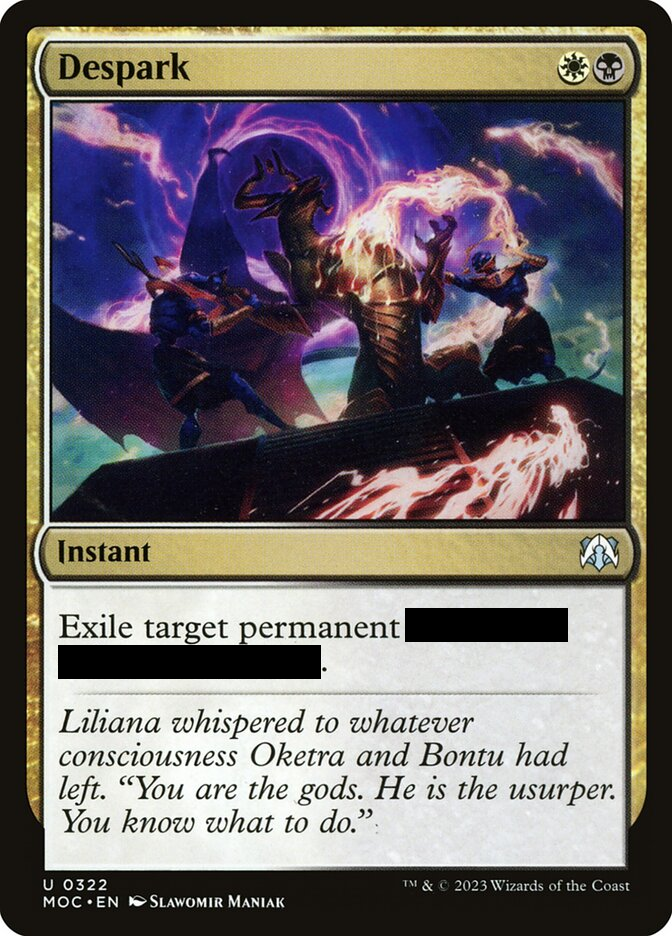 Despark
Instant
Exile target permanent
.
Liliana whispered to whatever
consciousness Oketra and Bontu had
left. “You are the gods. He is the usurper.
You know what to do.”
U 0322
MOC • EN Slawomir Maniak
™ & © 2023 Wizards of the Coast